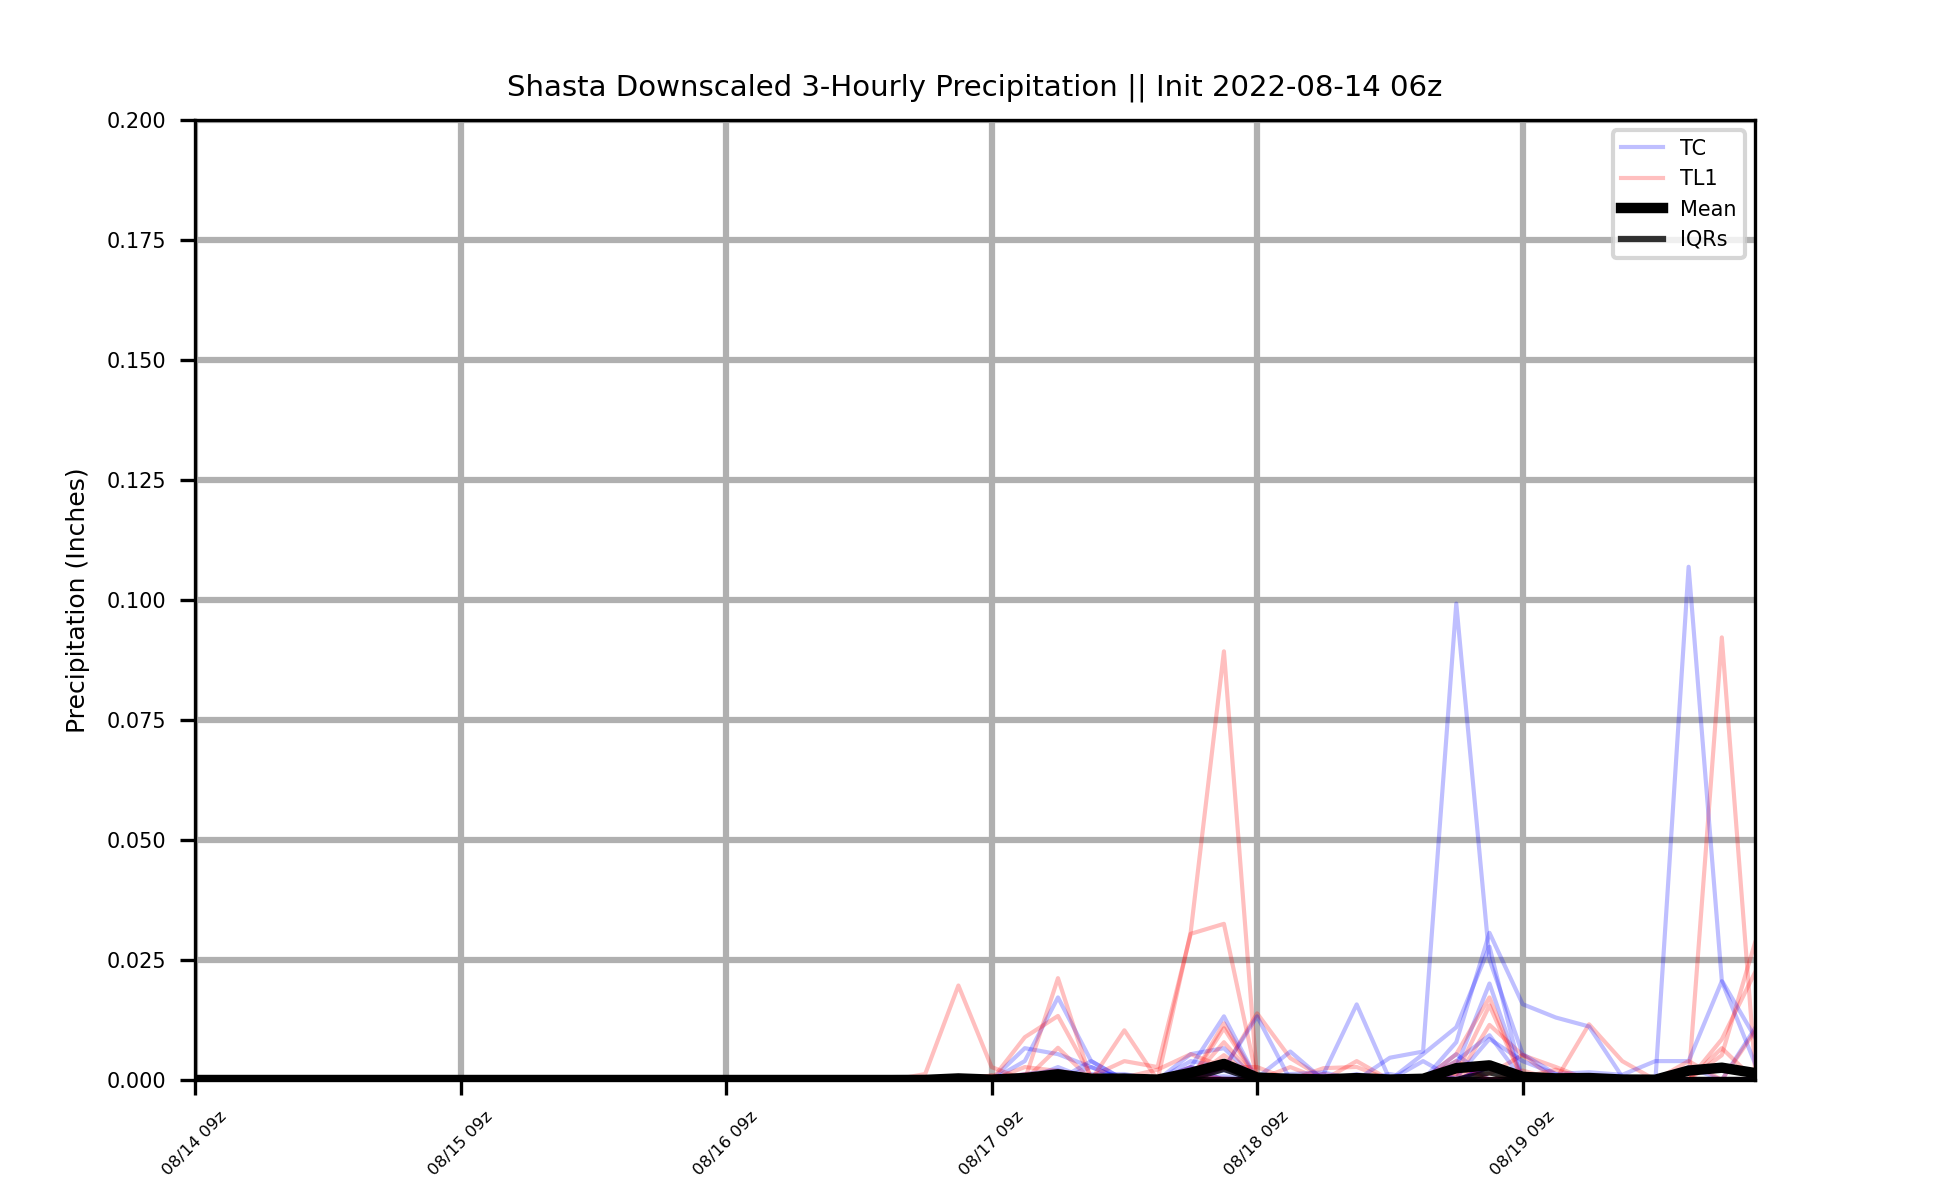 Shasta Downscaled 3-Hourly Precipitation || Init 2022-08-14 06z
TC
TL1
Mean
IQRs
Precipitation (Inches)
0.200
0.175
0.150
0.125
0.100
0.075
0.050
0.025
0.000
08/14 09z
08/15 09z
08/16 09z
08/17 09z
08/18 09z
08/19 09z